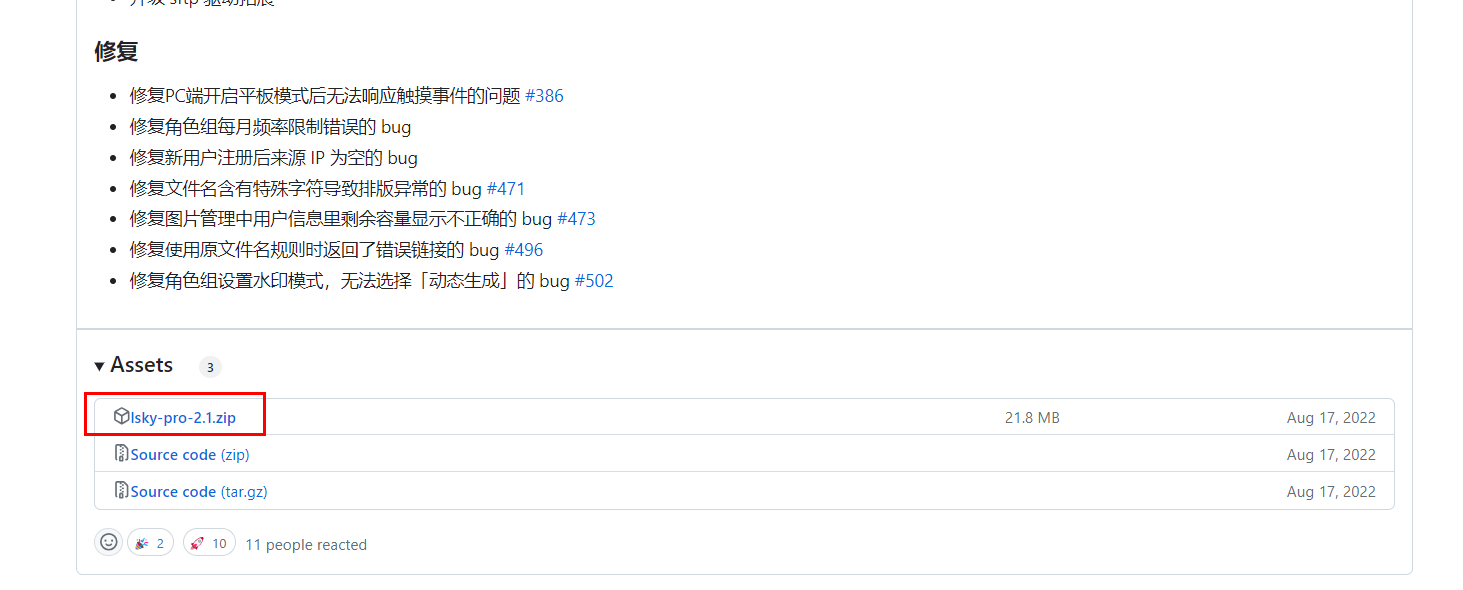 升级 sftp 驱动拓展
修复
修复PC端开启平板模式后无法响应触摸事件的问题 #386
修复角色组每月频率限制错误的 bug
修复新用户注册后来源 IP 为空的 bug
修复文件名含有特殊字符导致排版异常的 bug #471
修复图片管理中用户信息里剩余容量显示不正确的 bug #473
修复使用原文件名规则时返回了错误链接的 bug #496
修复角色组设置水印模式，无法选择「动态生成」的 bug #502
Assets 3
lsky-pro-2.1.zip 21.8 MB Aug 17, 2022
Source code (zip) Aug 17, 2022
Source code (tar.gz) Aug 17, 2022
2 10 11 people reacted